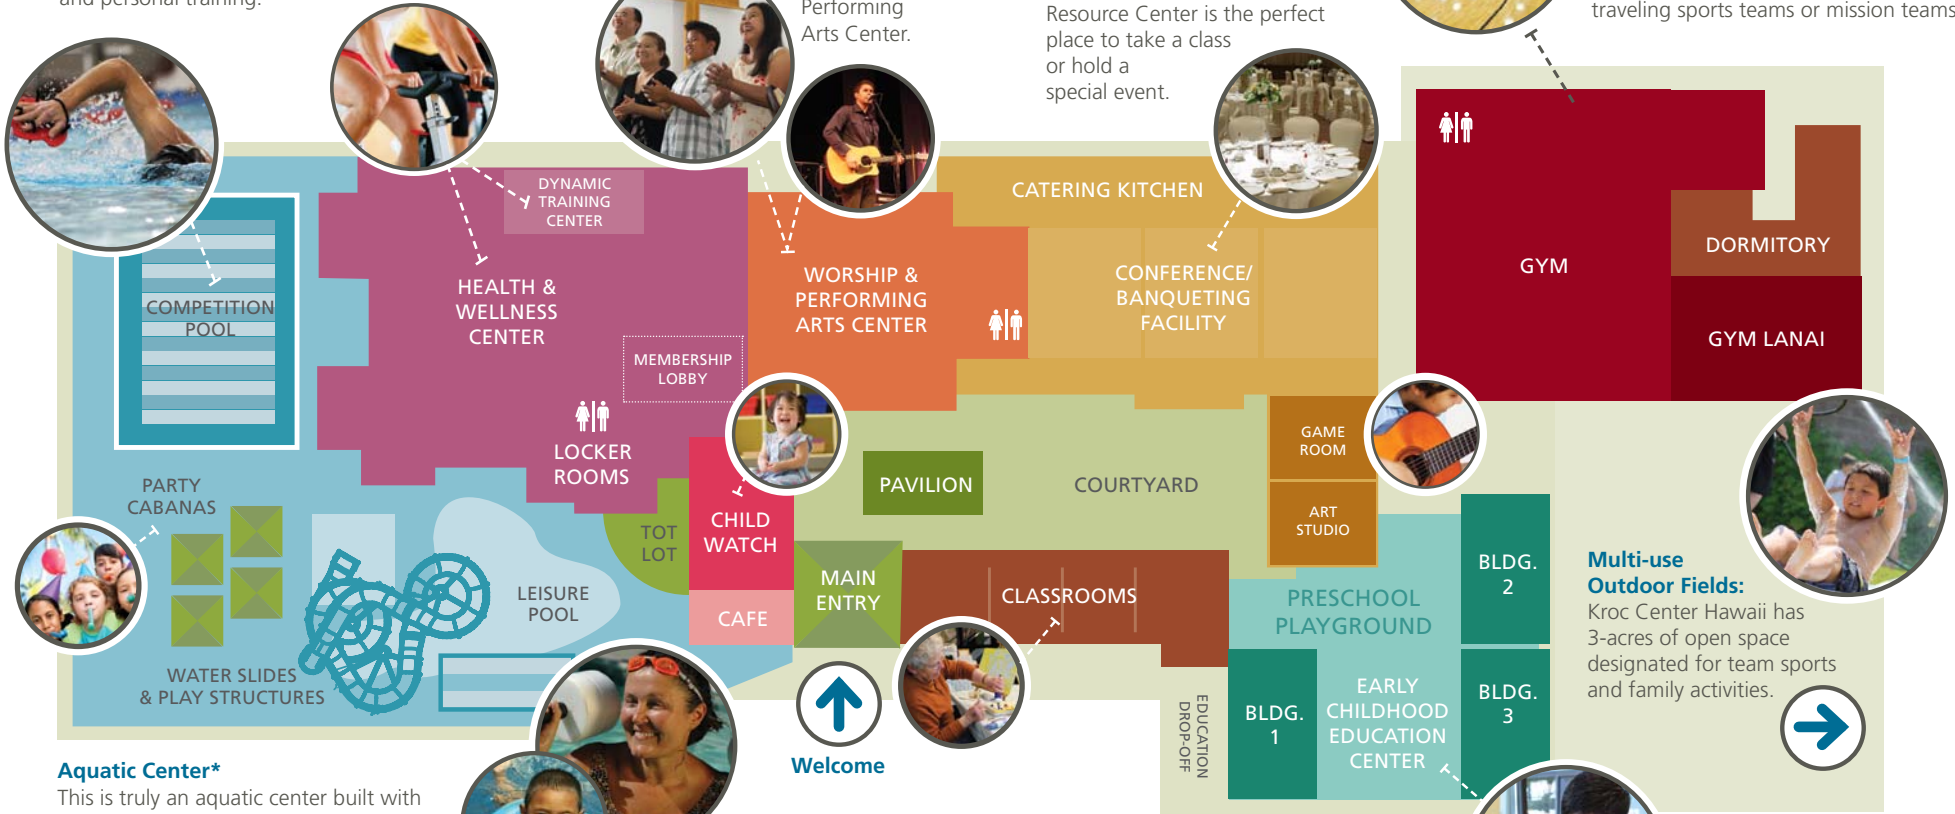 and personal training.
Performing
Arts Center.
Resource Center is the perfect
place to take a class
or hold a
special event.
traveling sports teams or mission teams
DYNAMIC
TRAINING
CENTER
CATERING KITCHEN
HEALTH &
WELLNESS
CENTER
WORSHIP &
PERFORMING
ARTS CENTER
CONFERENCE/
BANQUETING
FACILITY
GYM
DORMITORY
GYM LANAI
COMPETITION
POOL
MEMBERSHIP
LOBBY
LOCKER
ROOMS
GAME
ROOM
PARTY
CABANAS
PAVILION
COURTYARD
ART
STUDIO
TOT
LOT
CHILD
WATCH
MAIN
ENTRY
CLASSROOMS
LEISURE
POOL
CAFE
PRESCHOOL
PLAYGROUND
BLDG.
2
Multi-use
Outdoor Fields:
Kroc Center Hawaii has
3-acres of open space
designated for team sports
and family activities.
WATER SLIDES
& PLAY STRUCTURES
EDUCATION
DROP-OFF
BLDG.
1
EARLY
CHILDHOOD
EDUCATION
CENTER
BLDG.
3
Welcome
Aquatic Center*
This is truly an aquatic center built with